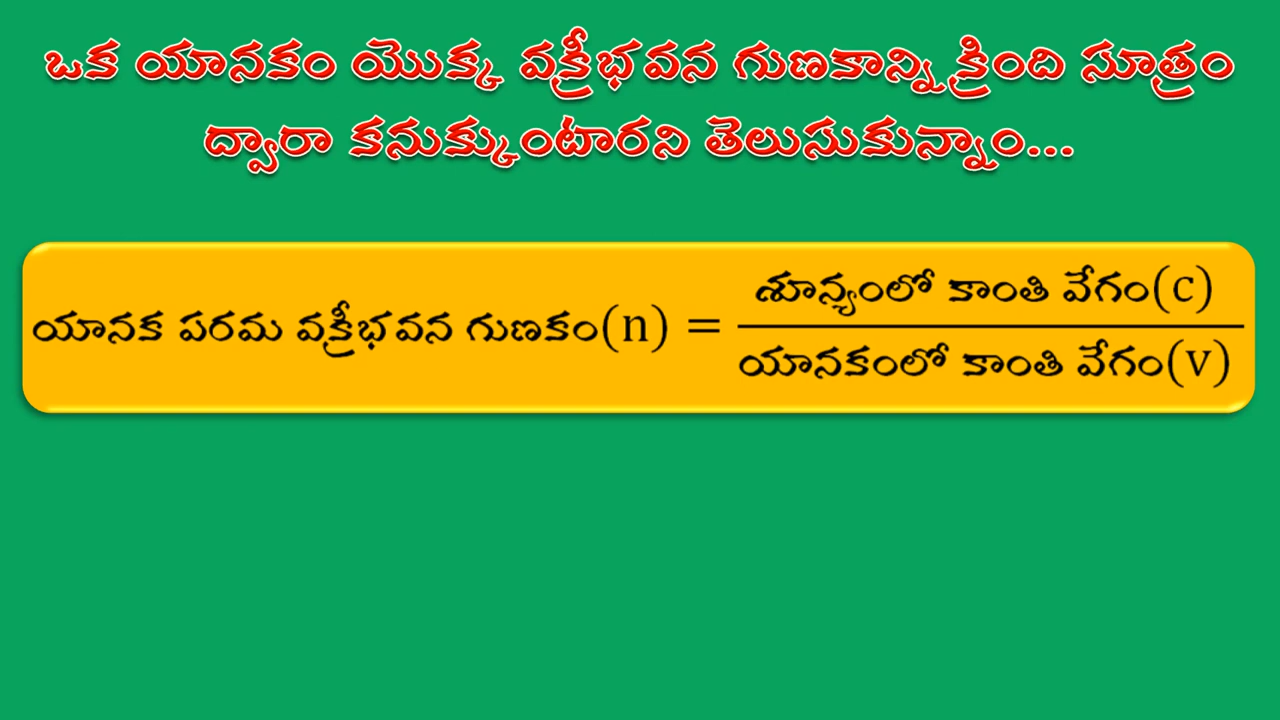 ఒక యానకం యొక్క వక్రీభవన గుణకాన్ని క్రింది సూత్రం
ద్వారా కనుక్కుంటారని తెలుసుకున్నాం...
యానక పరమ వక్రీభవన గుణకం(n) = శూన్యంలో కాంతి వేగం(c)
యానకంలో కాంతి వేగం(v)